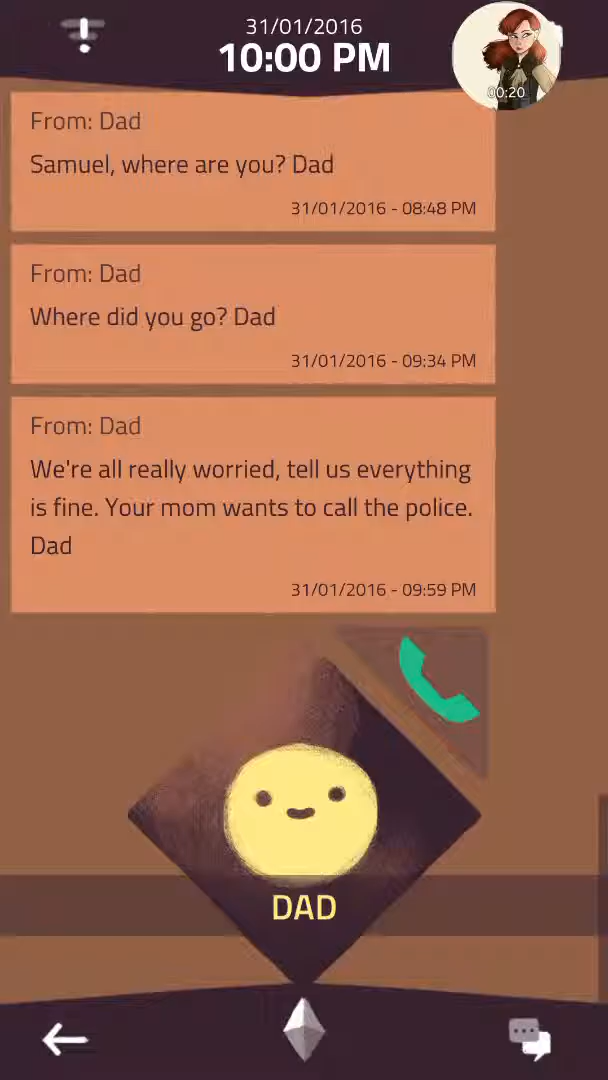 31/01/2016
10:00 PM
00:20
From: Dad
Samuel, where are you? Dad
31/01/2016 - 08:48 PM
From: Dad
Where did you go? Dad
31/01/2016 - 09:34 PM
From: Dad
We're all really worried, tell us everything
is fine. Your mom wants to call the police.
Dad
31/01/2016 - 09:59 PM
DAD